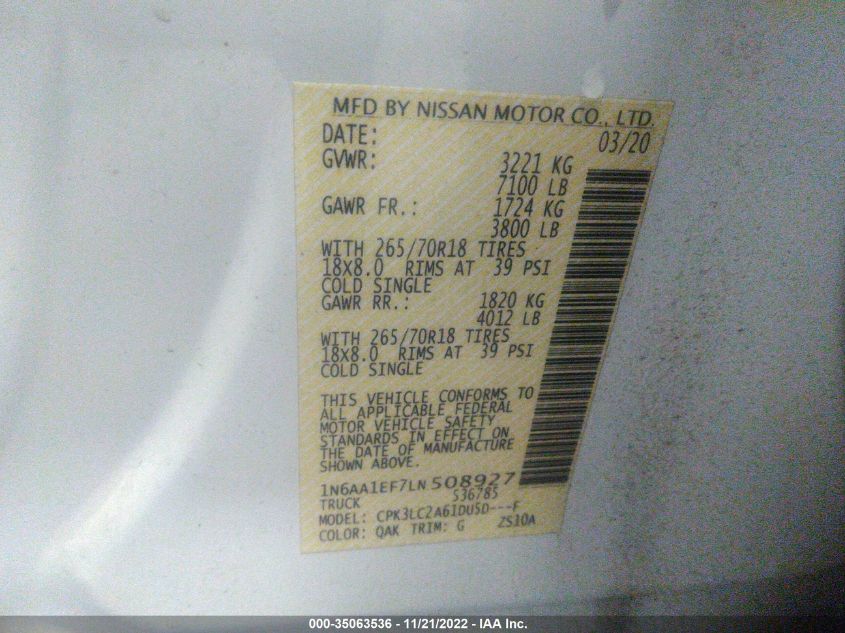 MFD BY NISSAN MOTOR CO., LTD.
DATE: 03/20
GVWR: 3221 KG
7100 LB
GAWR FR.: 1724 KG
3800 LB
WITH 265/70R18 TIRES
18X8.0 RIMS AT 39 PSI
COLD SINGLE
GAWR RR.: 1820 KG
4012 LB
WITH 265/70R18 TIRES
18X8.0 RIMS AT 39 PSI
COLD SINGLE
THIS VEHICLE CONFORMS TO
ALL APPLICABLE FEDERAL
MOTOR VEHICLE SAFETY
STANDARDS IN EFFECT ON
THE DATE OF MANUFACTURE
SHOWN ABOVE.
1N6AA1EF7LN508927
TRUCK S36785
MODEL: CPK3LC2A6IDU5D---F
COLOR: QAK TRIM: G ZS10A
000-35063536 - 11/21/2022 - IAA Inc.